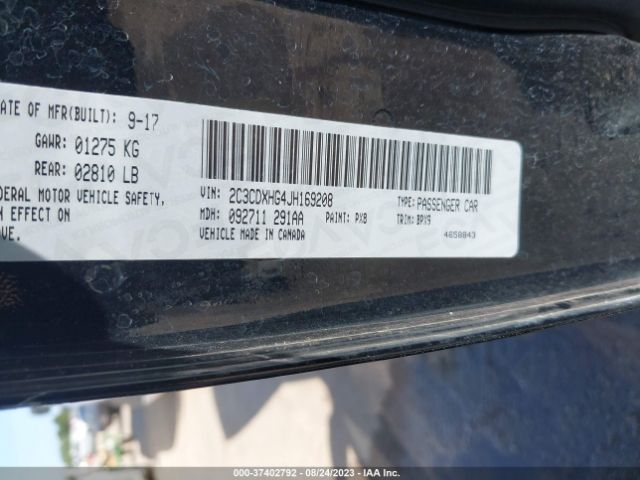 ATE OF MFR(BUILT): 9-17
GAWR: 01275 KG
REAR: 02810 LB
DERAL MOTOR VEHICLE SAFETY,
N EFFECT ON
VE.
VIN: 2C3CDXHG4JH169208
TYPE: PASSENGER CAR
MDH: 092711 291AA PAINT: PX8
TRIM: BPX9
VEHICLE MADE IN CANADA
4658843
000-37402792 - 08/24/2023 - IAA Inc.